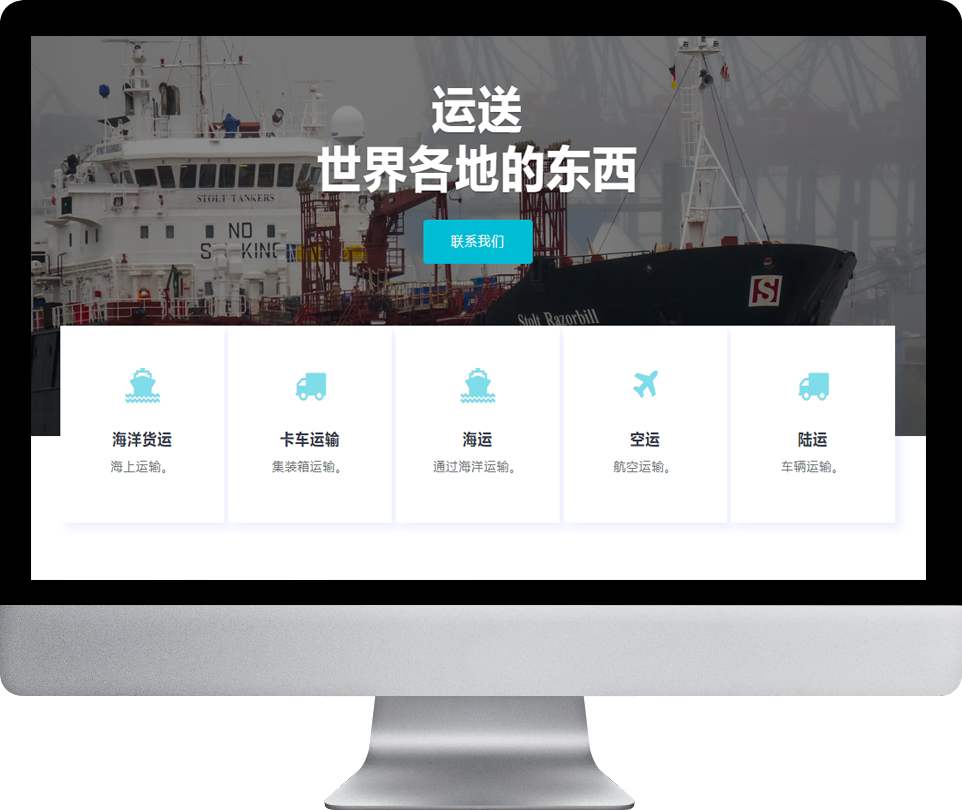 运送
世界各地的东西
联系我们
STOLT TANKERS
NO
Stolt Razorbill
S
海洋货运
卡车运输
海运
空运
陆运
海上运输。
集装箱运输。
通过海洋运输。
航空运输。
车辆运输。